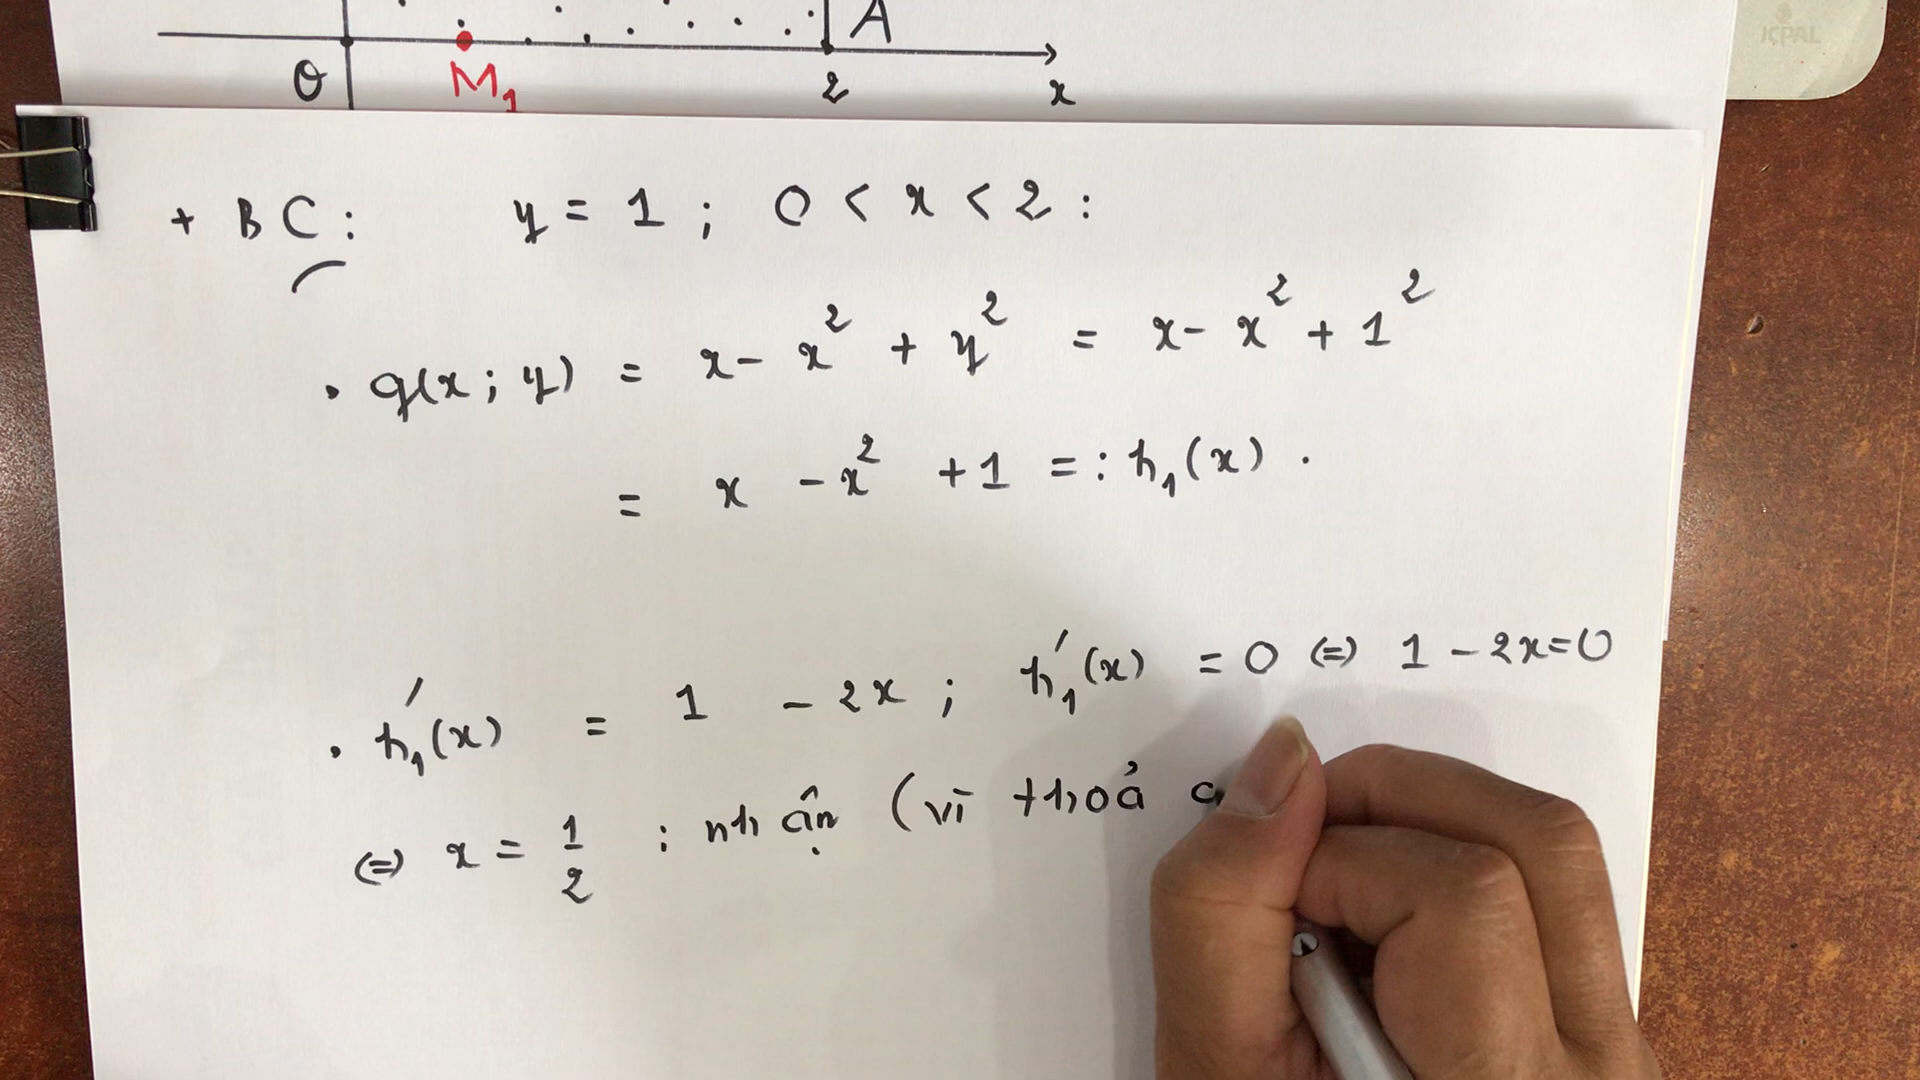 A
O M₁ 2 x
+ BC: y = 1 ; 0 < x < 2 :
• g(x ; y) = x - x² + y² = x - x² + 1²
= x - x² + 1 =: h₁(x) .
• h₁'(x) = 1 - 2x ; h₁'(x) = 0 (=) 1 - 2x = 0
(=) x = 1/2 : nhận (vì thoả
JCPAL